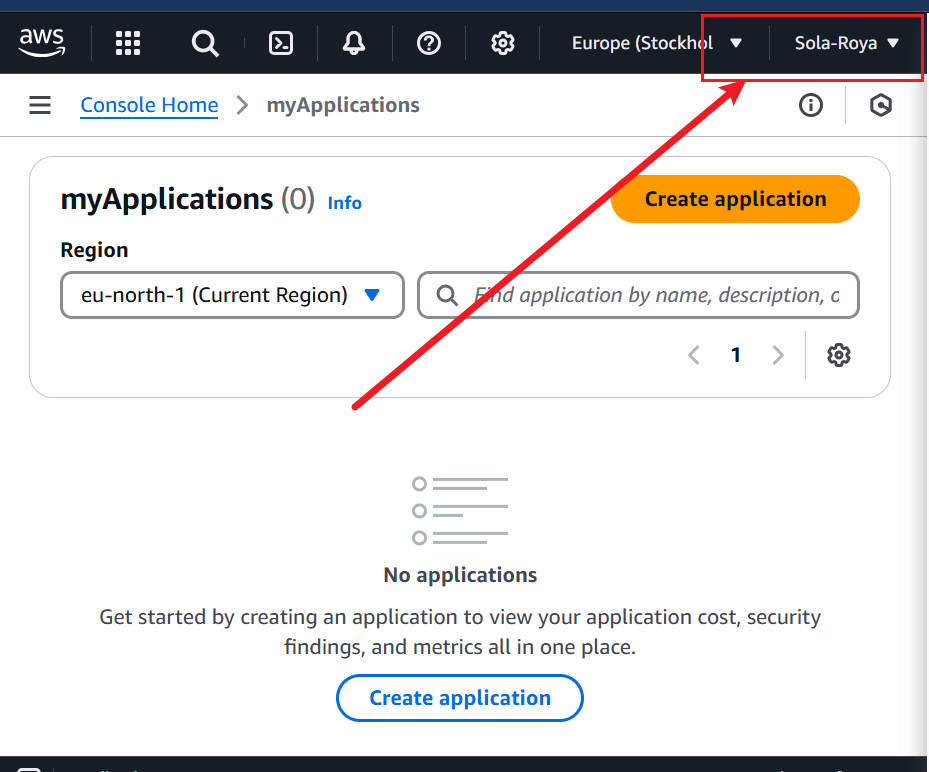 aws
Europe (Stockhol
Sola-Roya
Console Home
myApplications
myApplications (0) Info
Create application
Region
eu-north-1 (Current Region)
Find application by name, description, o
1
No applications
Get started by creating an application to view your application cost, security
findings, and metrics all in one place.
Create application